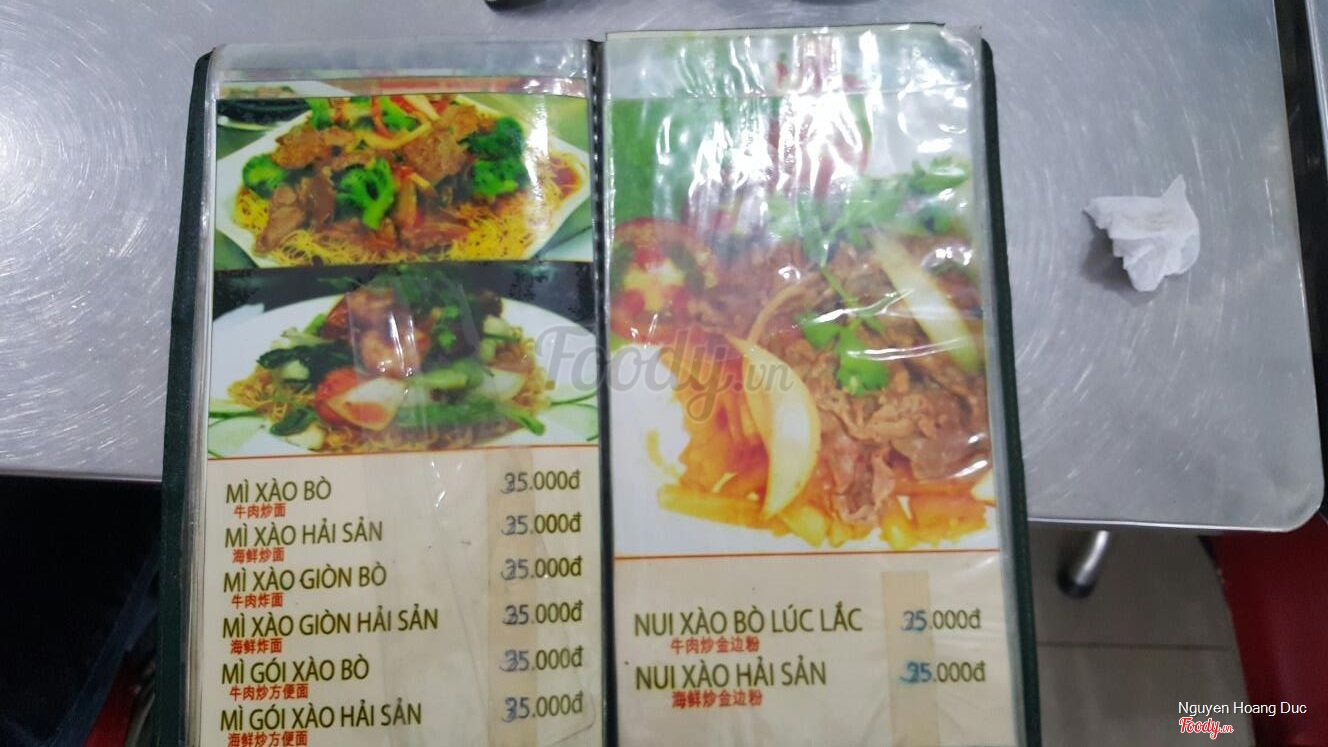 MÌ XÀO BÒ 35.000đ
牛肉炒面
MÌ XÀO HẢI SẢN 35.000đ
海鲜炒面
MÌ XÀO GIÒN BÒ 35.000đ
牛肉炸面
MÌ XÀO GIÒN HẢI SẢN 35.000đ
海鲜炸面
MÌ GÓI XÀO BÒ 35.000đ
牛肉炒方便面
MÌ GÓI XÀO HẢI SẢN 35.000đ
海鲜炒方便面
NUI XÀO BÒ LÚC LẮC 35.000đ
牛肉炒金边粉
NUI XÀO HẢI SẢN 35.000đ
海鲜炒金边粉
Foody.vn
Nguyen Hoang Duc
Foody.vn